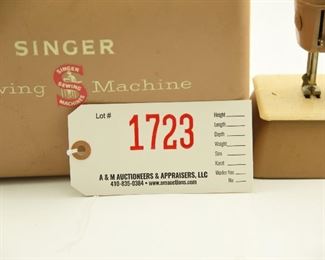 SINGER
wing Machine
SINGER
SEWING
MACHINE
Lot #
1723
Height
Length
Depth
Weight
Size
Karat
A & M AUCTIONEERS & APPRAISERS, LLC
410-835-0384 • www.amauctions.com